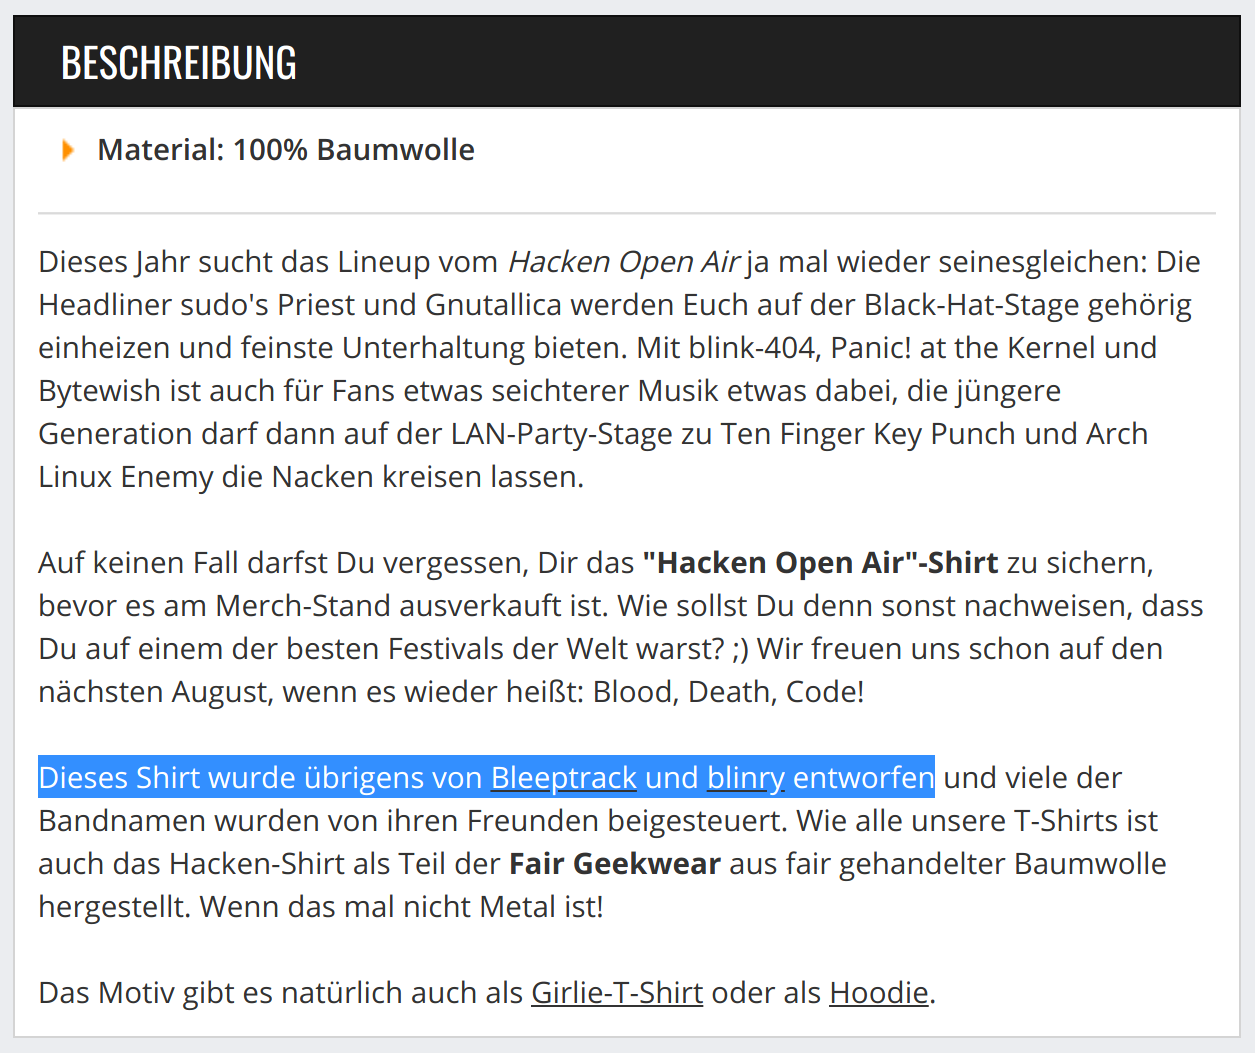 BESCHREIBUNG
Material: 100% Baumwolle
Dieses Jahr sucht das Lineup vom Hacken Open Air ja mal wieder seinesgleichen: Die
Headliner sudo's Priest und Gnutallica werden Euch auf der Black-Hat-Stage gehörig
einheizen und feinste Unterhaltung bieten. Mit blink-404, Panic! at the Kernel und
Bytewish ist auch für Fans etwas seichterer Musik etwas dabei, die jüngere
Generation darf dann auf der LAN-Party-Stage zu Ten Finger Key Punch und Arch
Linux Enemy die Nacken kreisen lassen.
Auf keinen Fall darfst Du vergessen, Dir das "Hacken Open Air"-Shirt zu sichern,
bevor es am Merch-Stand ausverkauft ist. Wie sollst Du denn sonst nachweisen, dass
Du auf einem der besten Festivals der Welt warst? ;) Wir freuen uns schon auf den
nächsten August, wenn es wieder heißt: Blood, Death, Code!
Dieses Shirt wurde übrigens von Bleeptrack und blinry entworfen und viele der
Bandnamen wurden von ihren Freunden beigesteuert. Wie alle unsere T-Shirts ist
auch das Hacken-Shirt als Teil der Fair Geekwear aus fair gehandelter Baumwolle
hergestellt. Wenn das mal nicht Metal ist!
Das Motiv gibt es natürlich auch als Girlie-T-Shirt oder als Hoodie.